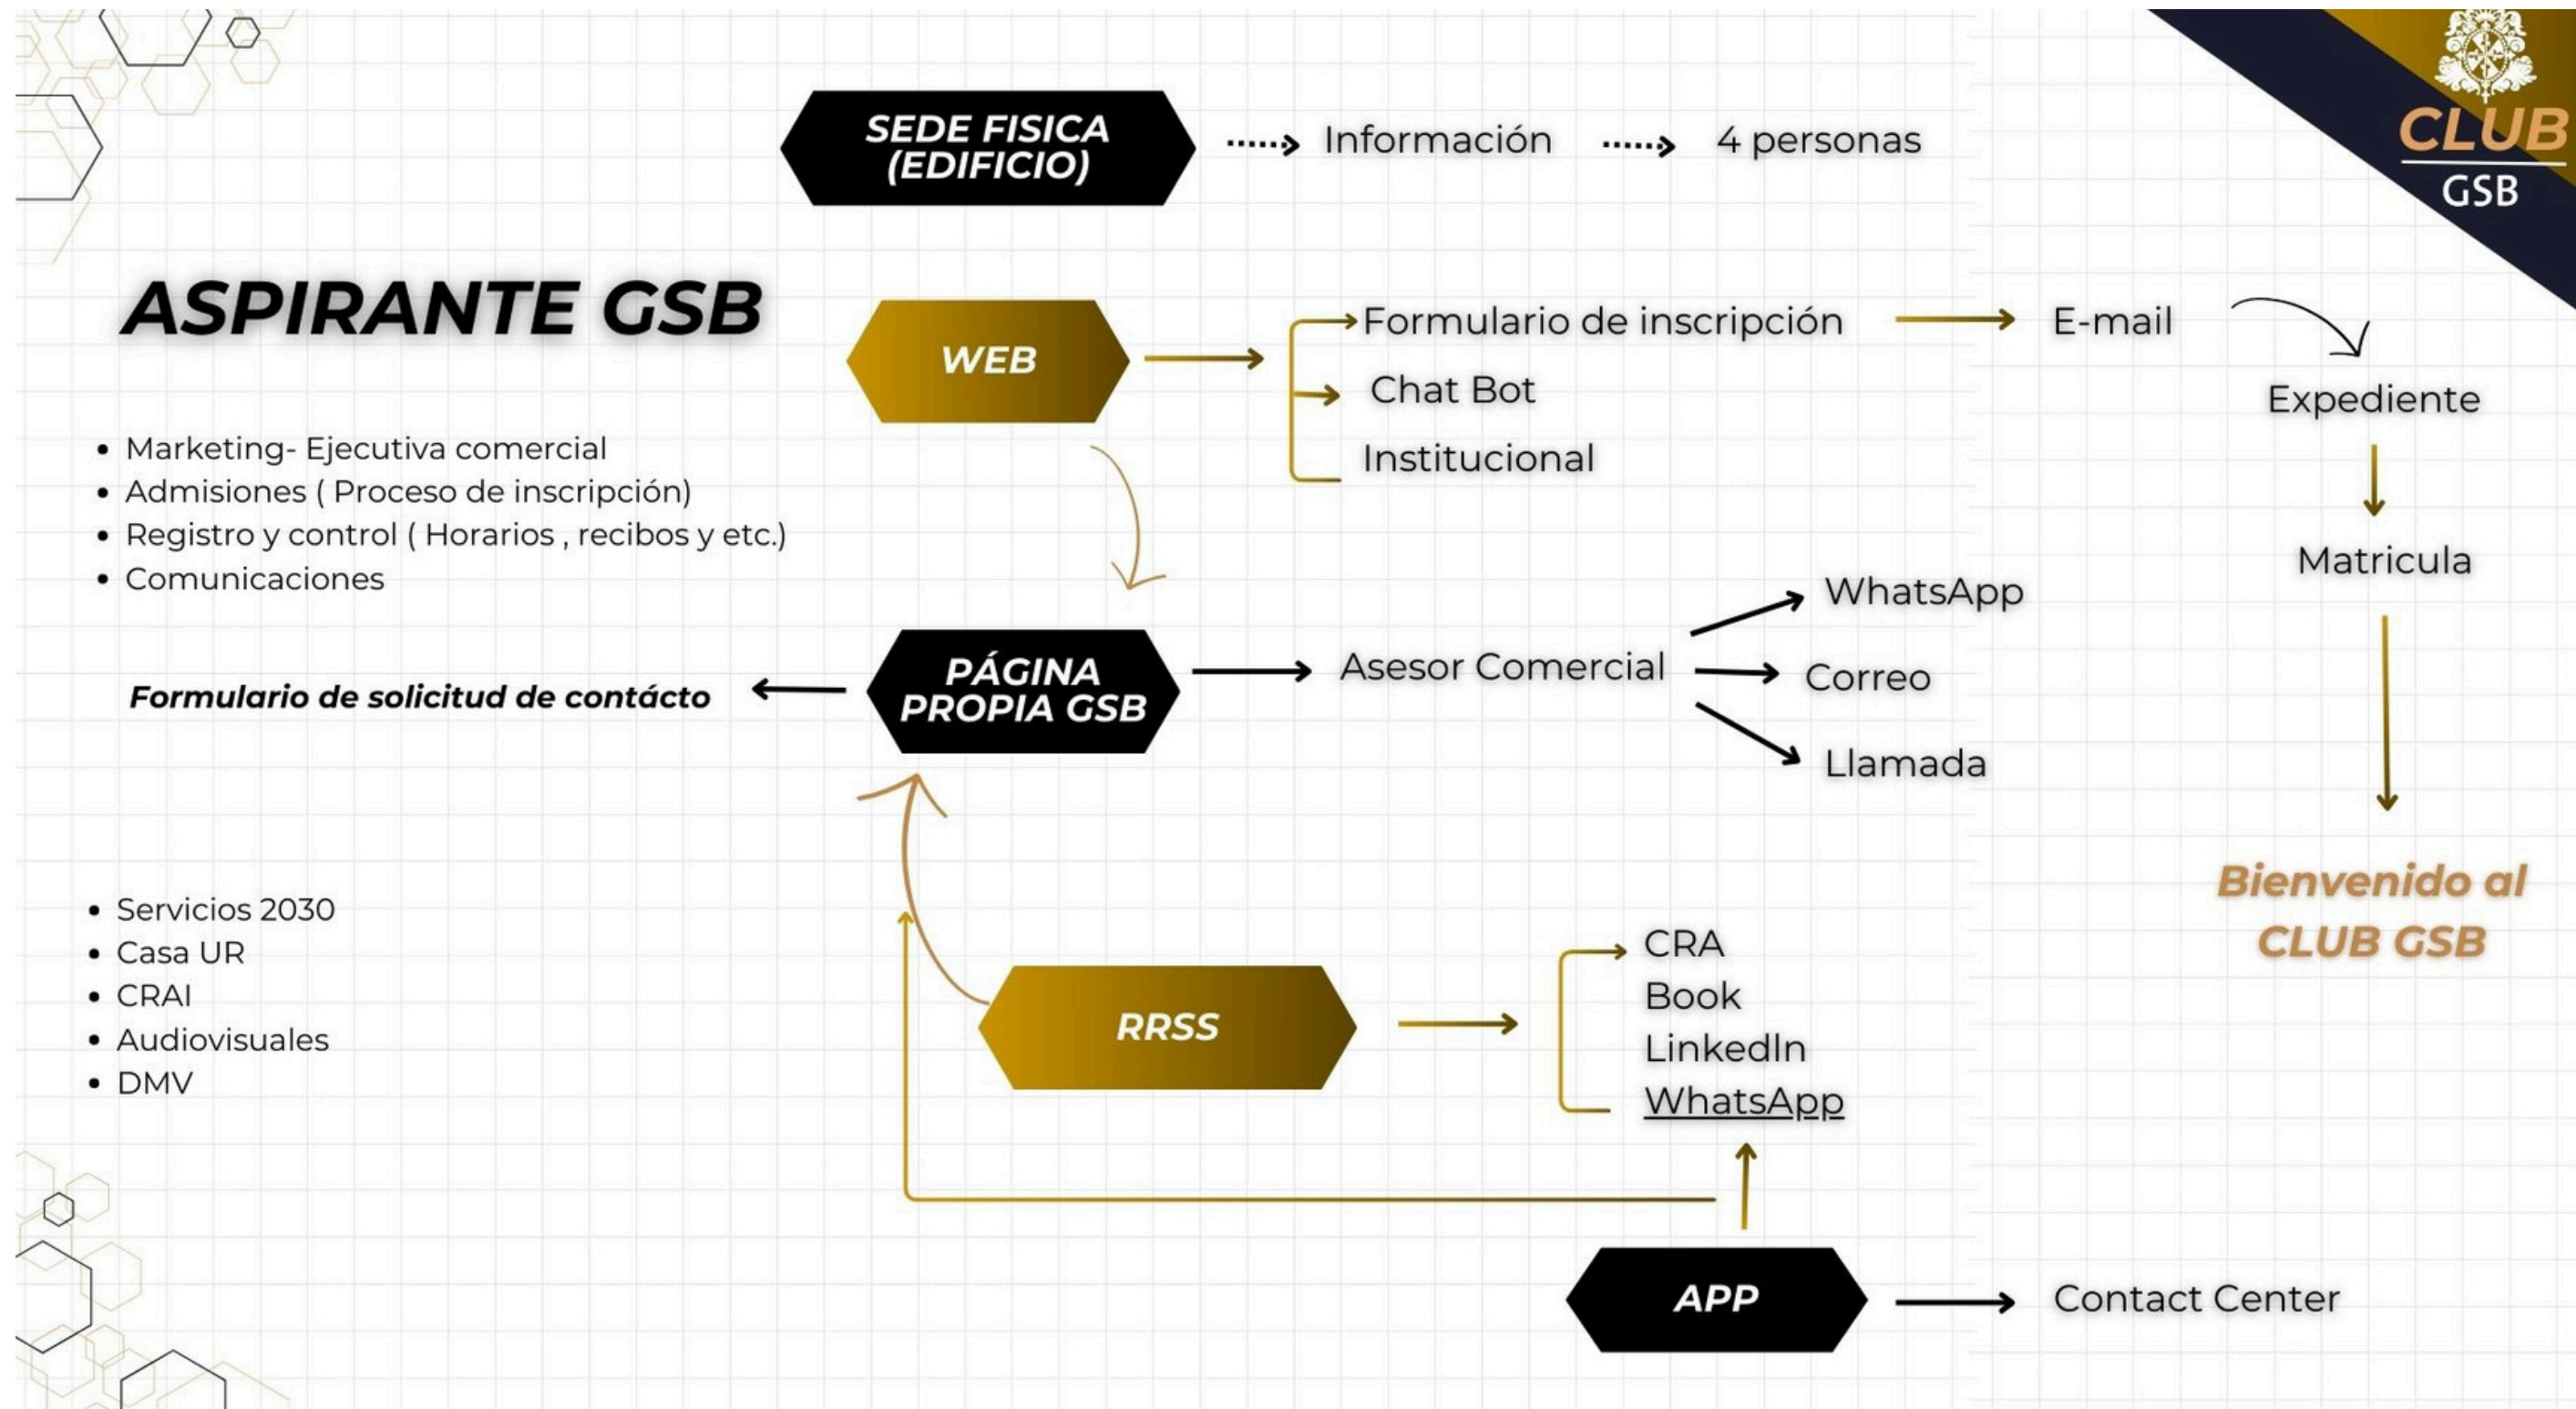 CLUB
GSB
SEDE FISICA
(EDIFICIO)
Información
4 personas
ASPIRANTE GSB
WEB
Formulario de inscripción
E-mail
Chat Bot
Institucional
Expediente
Matricula
Bienvenido al
CLUB GSB
Marketing- Ejecutiva comercial
Admisiones ( Proceso de inscripción)
Registro y control ( Horarios , recibos y etc.)
Comunicaciones
Formulario de solicitud de contácto
PÁGINA
PROPIA GSB
Asesor Comercial
WhatsApp
Correo
Llamada
Servicios 2030
Casa UR
CRAI
Audiovisuales
DMV
RRSS
CRA
Book
LinkedIn
WhatsApp
APP
Contact Center